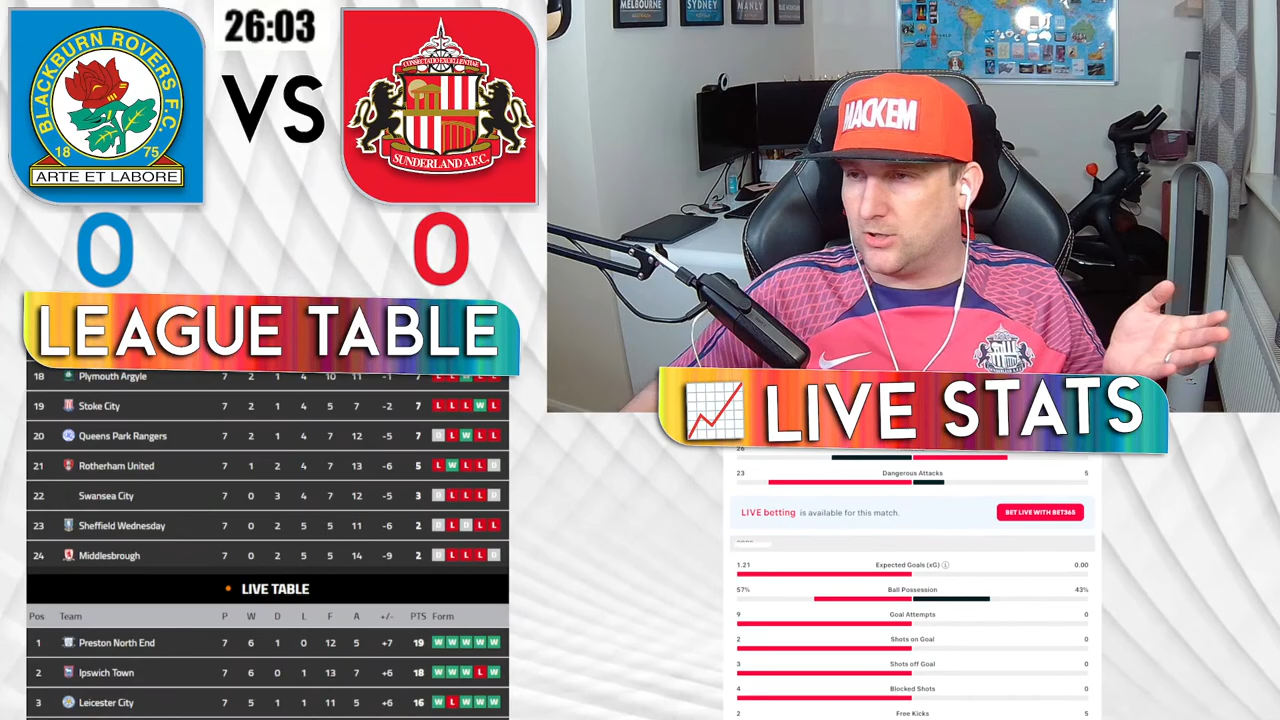 BLACKBURN ROVERS F.C.
18 75
ARTE ET LABORE
26:03
VS
CONSECTATIO EXCELLENTIAE
SUNDERLAND A.F.C.
0 0
LEAGUE TABLE
18 Plymouth Argyle 7 2 1 4 10 11 -1 7 L L W L L
19 Stoke City 7 2 1 4 5 7 -2 7 L L L W L
20 Queens Park Rangers 7 2 1 4 7 12 -5 7 D L W L L
21 Rotherham United 7 1 2 4 7 13 -6 5 L W L L D
22 Swansea City 7 0 3 4 7 12 -5 3 D L L L D
23 Sheffield Wednesday 7 0 2 5 5 11 -6 2 D L D L L
24 Middlesbrough 7 0 2 5 5 14 -9 2 D L L L D
LIVE TABLE
Pos Team P W D L F A +/- PTS Form
1 Preston North End 7 6 1 0 12 5 +7 19 W W W W W
2 Ipswich Town 7 6 0 1 13 7 +6 18 W W W L W
3 Leicester City 7 5 1 1 11 5 +6 16 W L W W W
MELBOURNE
SYDNEY
MANLY
BLUE MOUNTAINS
MACKEM
LIVE STATS
26
23 Dangerous Attacks 5
LIVE betting is available for this match.
BET LIVE WITH BET365
1.21 Expected Goals (xG) 0.00
57% Ball Possession 43%
9 Goal Attempts 0
2 Shots on Goal 0
3 Shots off Goal 0
4 Blocked Shots 0
2 Free Kicks 5